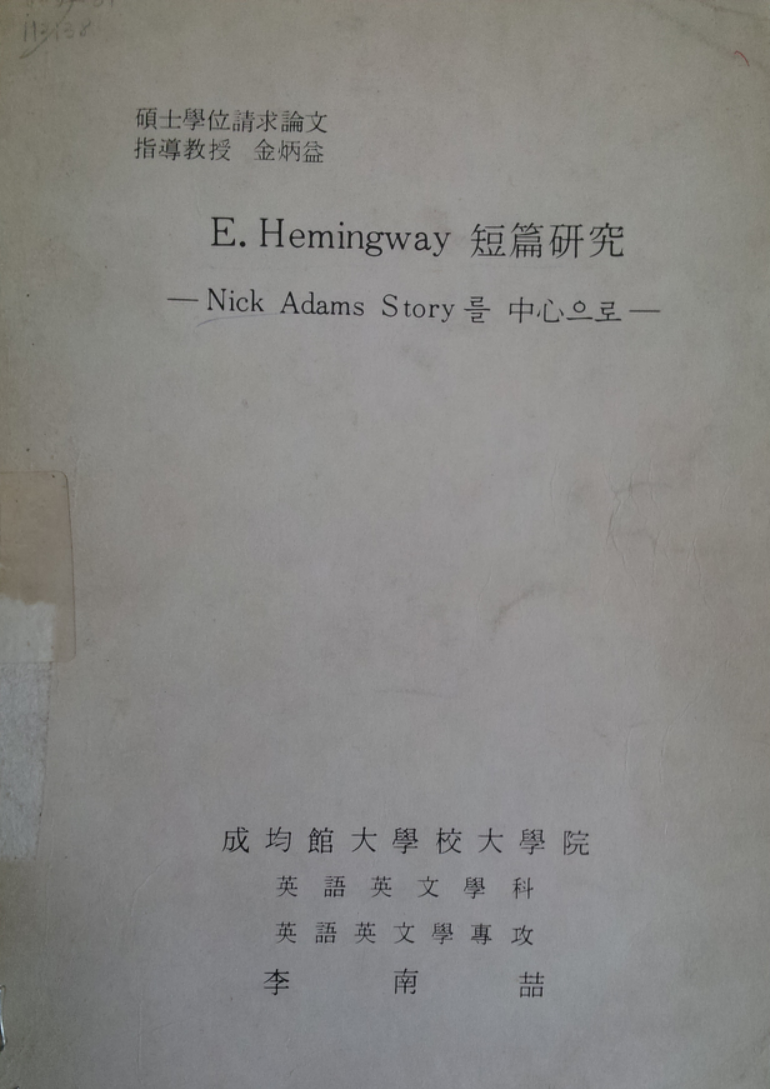 碩士學位請求論文
指導教授 金炳益
E. Hemingway 短篇研究
— Nick Adams Story를 中心으로 —
成均館大學校大學院
英語英文學科
英語英文學專攻
李南喆